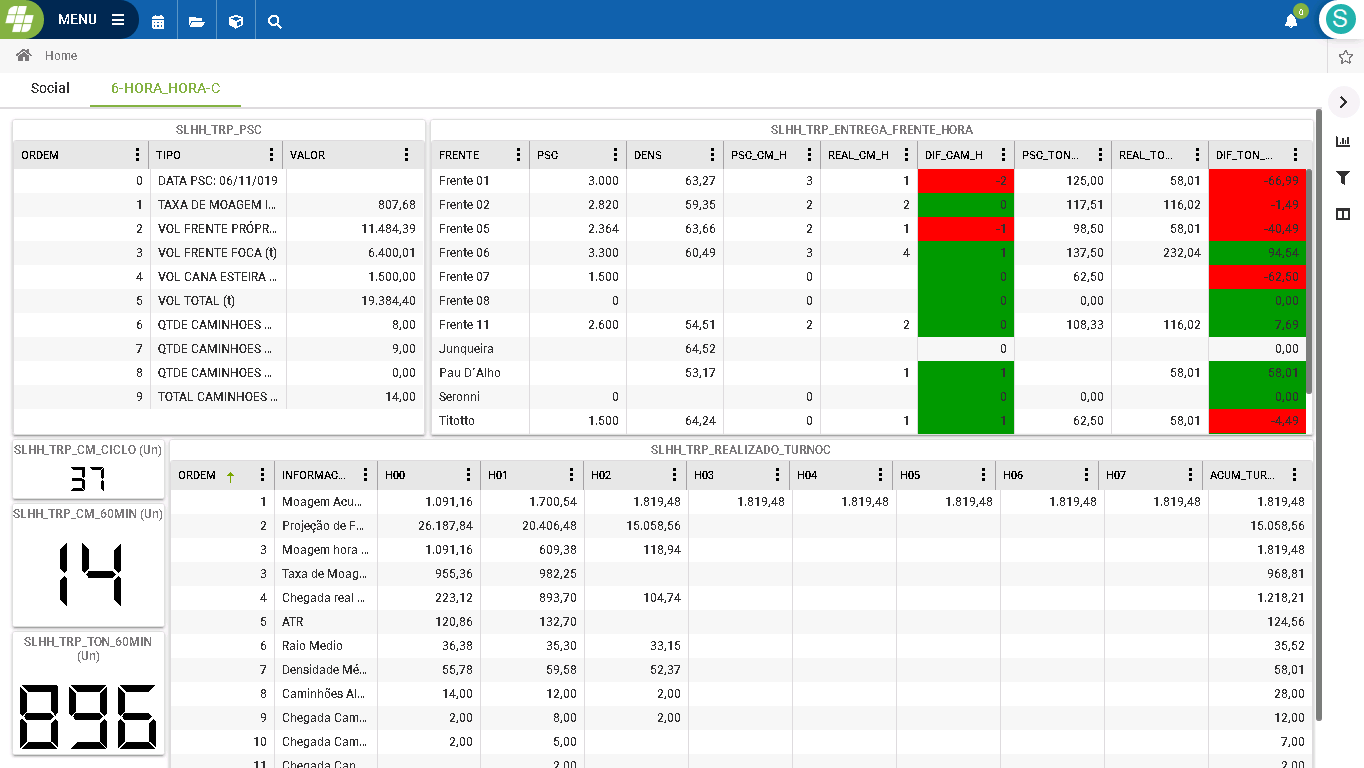 MENU
0
S
Home
Social 6-HORA_HORA-C
SLHH_TRP_PSC
ORDEM TIPO VALOR
0 DATA PSC: 06/11/019
1 TAXA DE MOAGEM I... 807,68
2 VOL FRENTE PRÓPR... 11.484,39
3 VOL FRENTE FOCA (t) 6.400,01
4 VOL CANA ESTEIRA ... 1.500,00
5 VOL TOTAL (t) 19.384,40
6 QTDE CAMINHOES ... 8,00
7 QTDE CAMINHOES ... 9,00
8 QTDE CAMINHOES ... 0,00
9 TOTAL CAMINHOES ... 14,00
SLHH_TRP_ENTREGA_FRENTE_HORA
FRENTE PSC DENS PSC_CM_H REAL_CM_H DIF_CAM_H PSC_TON... REAL_TO... DIF_TON_...
Frente 01 3.000 63,27 3 1 -2 125,00 58,01 -66,99
Frente 02 2.820 59,35 2 2 0 117,51 116,02 -1,49
Frente 05 2.364 63,66 2 1 -1 98,50 58,01 -40,49
Frente 06 3.300 60,49 3 4 1 137,50 232,04 94,54
Frente 07 1.500 0 0 62,50 -62,50
Frente 08 0 0 0 0,00 0,00
Frente 11 2.600 54,51 2 2 0 108,33 116,02 7,69
Junqueira 64,52 0 0,00
Pau D´Alho 53,17 1 1 58,01 58,01
Seronni 0 0 0 0,00 0,00
Titotto 1.500 64,24 0 1 1 62,50 58,01 -4,49
SLHH_TRP_CM_CICLO (Un)
37
SLHH_TRP_CM_60MIN (Un)
14
SLHH_TRP_TON_60MIN
(Un)
896
SLHH_TRP_REALIZADO_TURNOC
ORDEM INFORMAC... H00 H01 H02 H03 H04 H05 H06 H07 ACUM_TUR...
1 Moagem Acu... 1.091,16 1.700,54 1.819,48 1.819,48 1.819,48 1.819,48 1.819,48 1.819,48 1.819,48
2 Projeção de F... 26.187,84 20.406,48 15.058,56 15.058,56
3 Moagem hora ... 1.091,16 609,38 118,94 1.819,48
3 Taxa de Moag... 955,36 982,25 968,81
4 Chegada real ... 223,12 893,70 104,74 1.218,21
5 ATR 120,86 132,70 124,56
6 Raio Medio 36,38 35,30 33,15 35,52
7 Densidade Mé... 55,78 59,58 52,37 58,01
8 Caminhões Al... 14,00 12,00 2,00 28,00
9 Chegada Cam... 2,00 8,00 2,00 12,00
10 Chegada Cam... 2,00 5,00 7,00
11 Chegada Can... 2,00 2,00